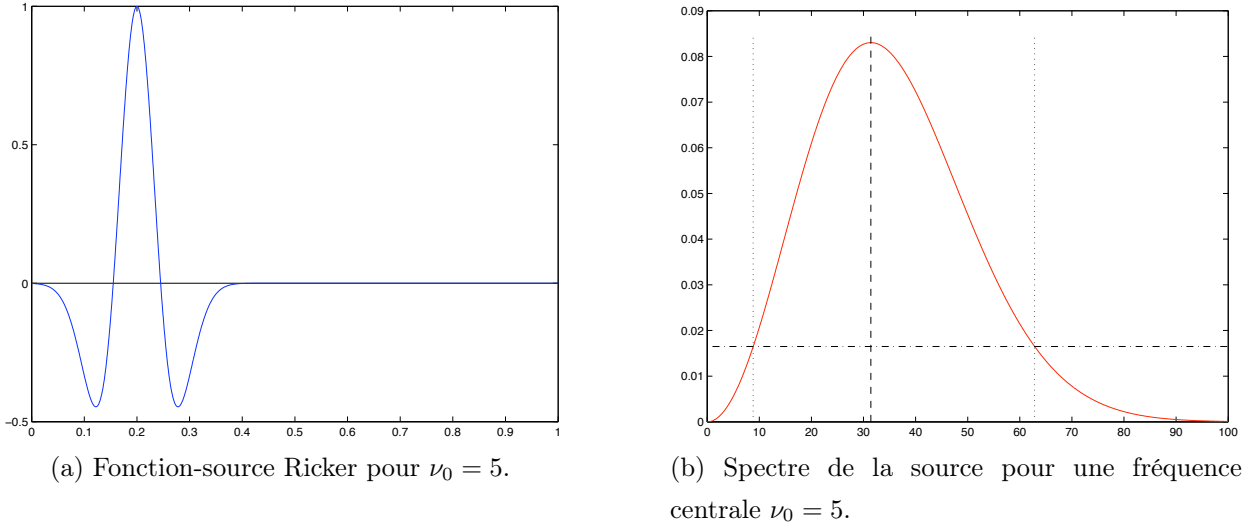 1
0.5
0
−0.5
0 0.1 0.2 0.3 0.4 0.5 0.6 0.7 0.8 0.9 1
(a) Fonction-source Ricker pour ν₀ = 5.
0.09
0.08
0.07
0.06
0.05
0.04
0.03
0.02
0.01
0
0 10 20 30 40 50 60 70 80 90 100
(b) Spectre de la source pour une fréquence
centrale ν₀ = 5.